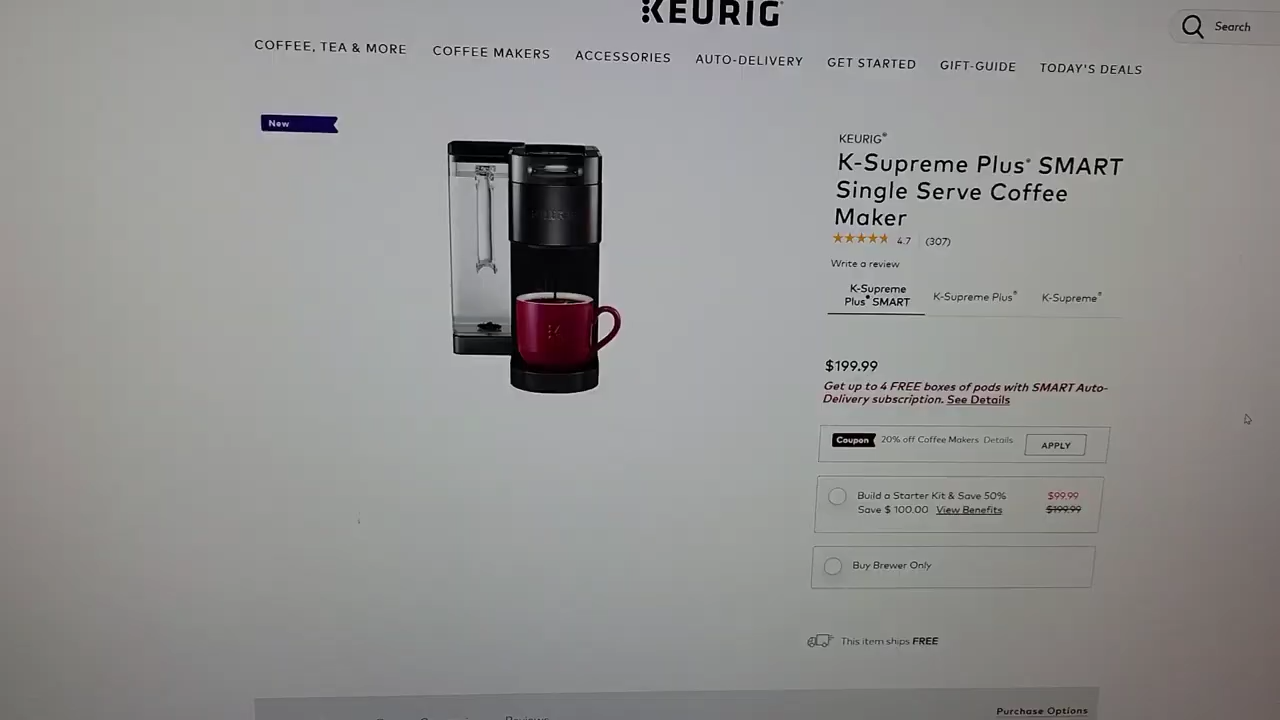 KEURIG
Search
COFFEE, TEA & MORE COFFEE MAKERS ACCESSORIES AUTO-DELIVERY GET STARTED GIFT-GUIDE TODAY'S DEALS
New
KEURIG®
K-Supreme Plus® SMART
Single Serve Coffee
Maker
4.7 (307)
Write a review
K-Supreme
Plus® SMART
K-Supreme Plus®
K-Supreme®
$199.99
Get up to 4 FREE boxes of pods with SMART Auto-
Delivery subscription. See Details
Coupon 20% off Coffee Makers Details APPLY
Build a Starter Kit & Save 50% $99.99
Save $ 100.00 View Benefits $199.99
Buy Brewer Only
This item ships FREE
Reviews
Purchase Options